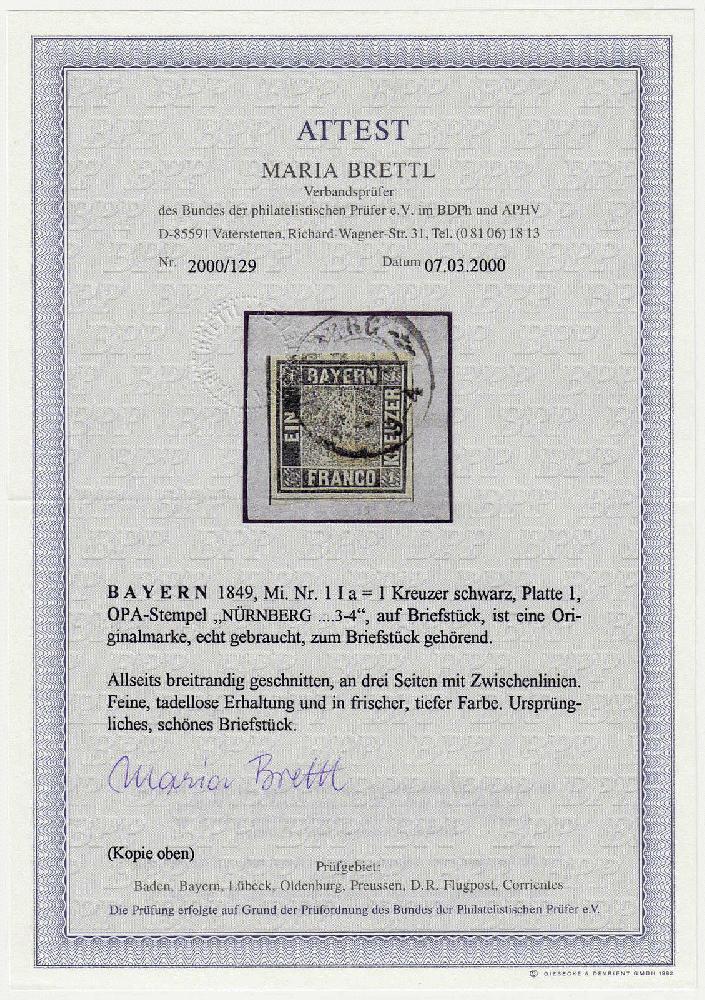 ATTEST
MARIA BRETTL
Verbandsprüfer
des Bundes der philatelistischen Prüfer e.V. im BDPh und APHV
D-85591 Vaterstetten, Richard-Wagner-Str. 31, Tel. (0 81 06) 18 13
Nr. 2000/129 Datum 07.03.2000
BAYERN
EIN
KREUZER
FRANCO
BAYERN 1849, Mi. Nr. 1 I a = 1 Kreuzer schwarz, Platte 1,
OPA-Stempel „NÜRNBERG ....3-4“, auf Briefstück, ist eine Ori-
ginalmarke, echt gebraucht, zum Briefstück gehörend.
Allseits breitrandig geschnitten, an drei Seiten mit Zwischenlinien.
Feine, tadellose Erhaltung und in frischer, tiefer Farbe. Ursprüng-
liches, schönes Briefstück.
Maria Brettl
(Kopie oben)
Prüfgebiet:
Baden, Bayern, Lübeck, Oldenburg, Preussen, D.R. Flugpost, Corrientes
Die Prüfung erfolgte auf Grund der Prüfordnung des Bundes der Philatelistischen Prüfer e.V.
© GIESECKE & DEVRIENT GMBH 1992